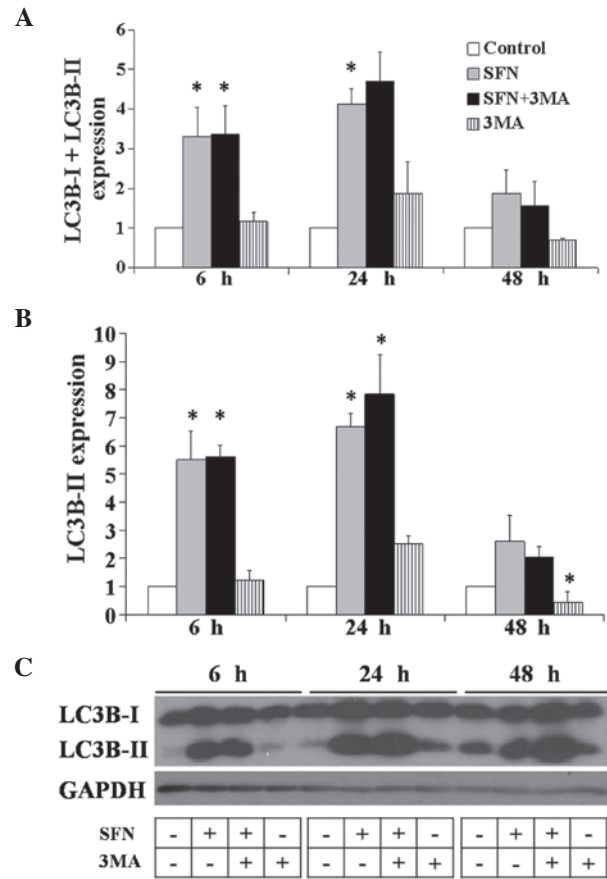 A
LC3B-I + LC3B-II
expression
6
5
4
3
2
1
0
* *
*
Control
SFN
SFN+3MA
3MA
6 h 24 h 48 h
B
LC3B-II expression
10
9
8
7
6
5
4
3
2
1
0
* *
* *
*
6 h 24 h 48 h
C
6 h 24 h 48 h
LC3B-I
LC3B-II
GAPDH
SFN - + + - - + + - - + + -
3MA - - + + - - + + - - + +